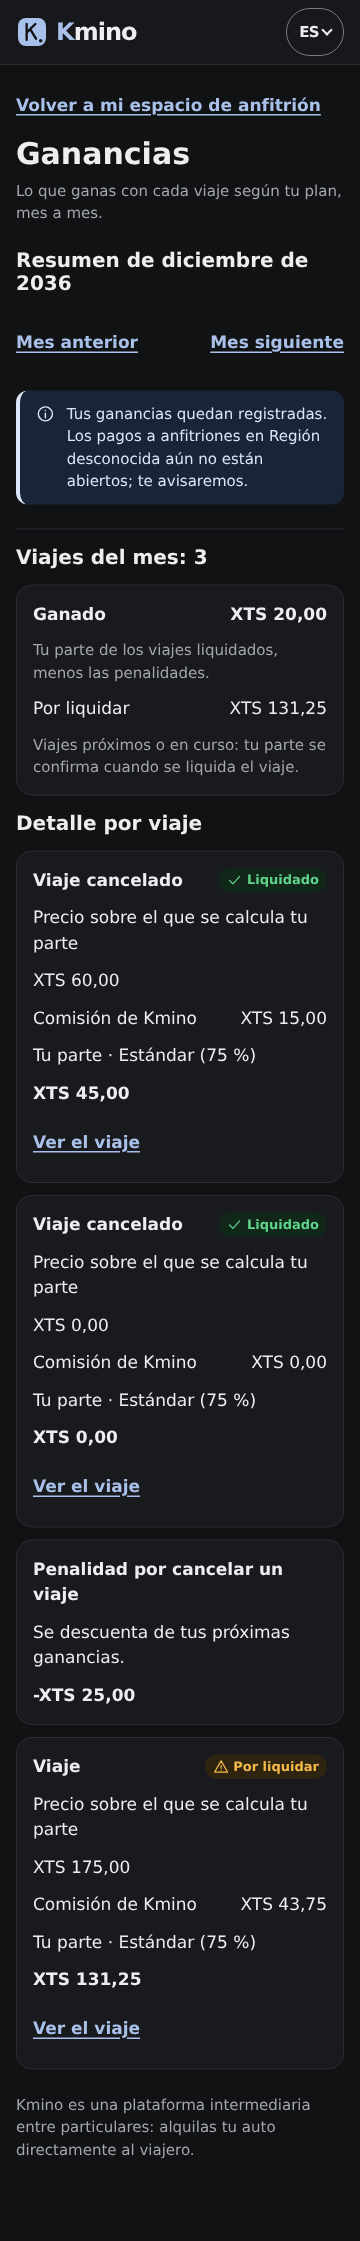 K. Kmino
ES
Volver a mi espacio de anfitrión
Ganancias
Lo que ganas con cada viaje según tu plan,
mes a mes.
Resumen de diciembre de
2036
Mes anterior
Mes siguiente
Tus ganancias quedan registradas.
Los pagos a anfitriones en Región
desconocida aún no están
abiertos; te avisaremos.
Viajes del mes: 3
Ganado XTS 20,00
Tu parte de los viajes liquidados,
menos las penalidades.
Por liquidar XTS 131,25
Viajes próximos o en curso: tu parte se
confirma cuando se liquida el viaje.
Detalle por viaje
Viaje cancelado Liquidado
Precio sobre el que se calcula tu
parte
XTS 60,00
Comisión de Kmino XTS 15,00
Tu parte · Estándar (75 %)
XTS 45,00
Ver el viaje
Viaje cancelado Liquidado
Precio sobre el que se calcula tu
parte
XTS 0,00
Comisión de Kmino XTS 0,00
Tu parte · Estándar (75 %)
XTS 0,00
Ver el viaje
Penalidad por cancelar un
viaje
Se descuenta de tus próximas
ganancias.
-XTS 25,00
Viaje Por liquidar
Precio sobre el que se calcula tu
parte
XTS 175,00
Comisión de Kmino XTS 43,75
Tu parte · Estándar (75 %)
XTS 131,25
Ver el viaje
Kmino es una plataforma intermediaria
entre particulares: alquilas tu auto
directamente al viajero.